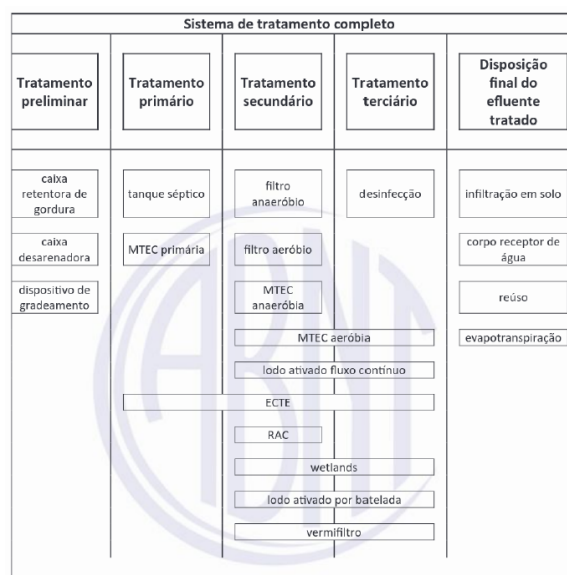 Sistema de tratamento completo
Tratamento
preliminar
Tratamento
primário
Tratamento
secundário
Tratamento
terciário
Disposição
final do
efluente
tratado
caixa
retentora de
gordura
tanque séptico
filtro
anaeróbio
desinfecção
infiltração em solo
caixa
desarenadora
MTEC primária
filtro aeróbio
corpo receptor de
água
dispositivo de
gradeamento
MTEC
anaeróbia
reúso
MTEC aeróbia
evapotranspiração
lodo ativado fluxo contínuo
ECTE
RAC
wetlands
lodo ativado por batelada
vermifiltro
ABNT